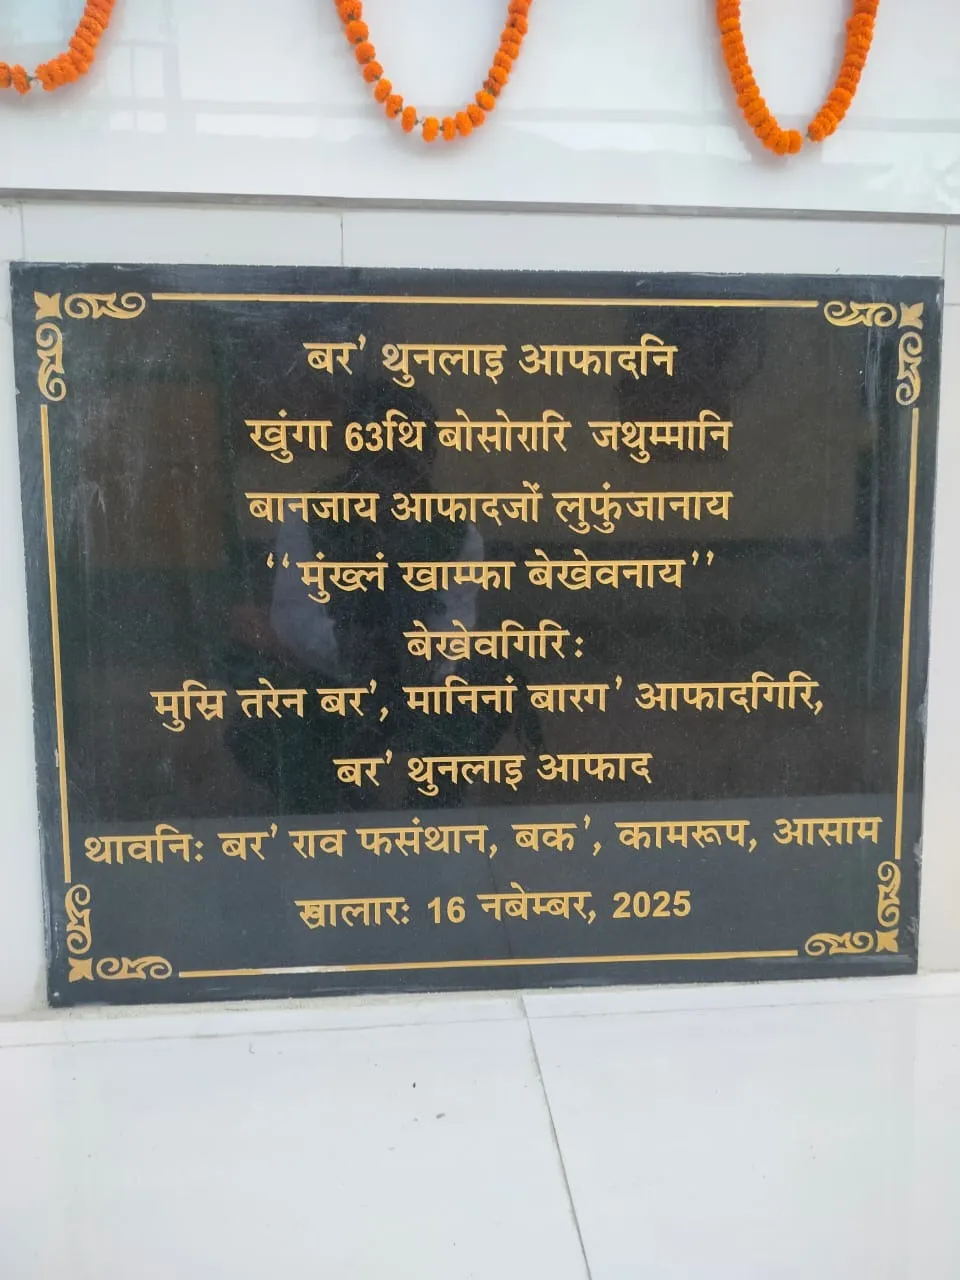 बर’ थुनलाइ आफादनि
खुंगा 63थि बोसोरारि जथुम्मानि
बानजाय आफादजों लुफुंजानाय
“मुंख्लं खाम्फा बेखेवनाय”
बेखेवगिरि:
मुस्रि तरेन बर’, मानिनां बारग’ आफादगिरि,
बर’ थुनलाइ आफाद
थावनि: बर’ राव फसंथान, बक’, कामरूप, आसाम
खालार: 16 नबेम्बर, 2025